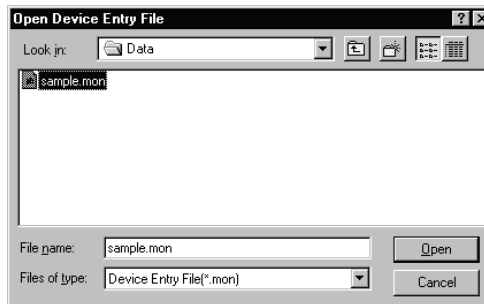 Open Device Entry File
Look in: Data
sample.mon
File name: sample.mon Open
Files of type: Device Entry File(*.mon) Cancel